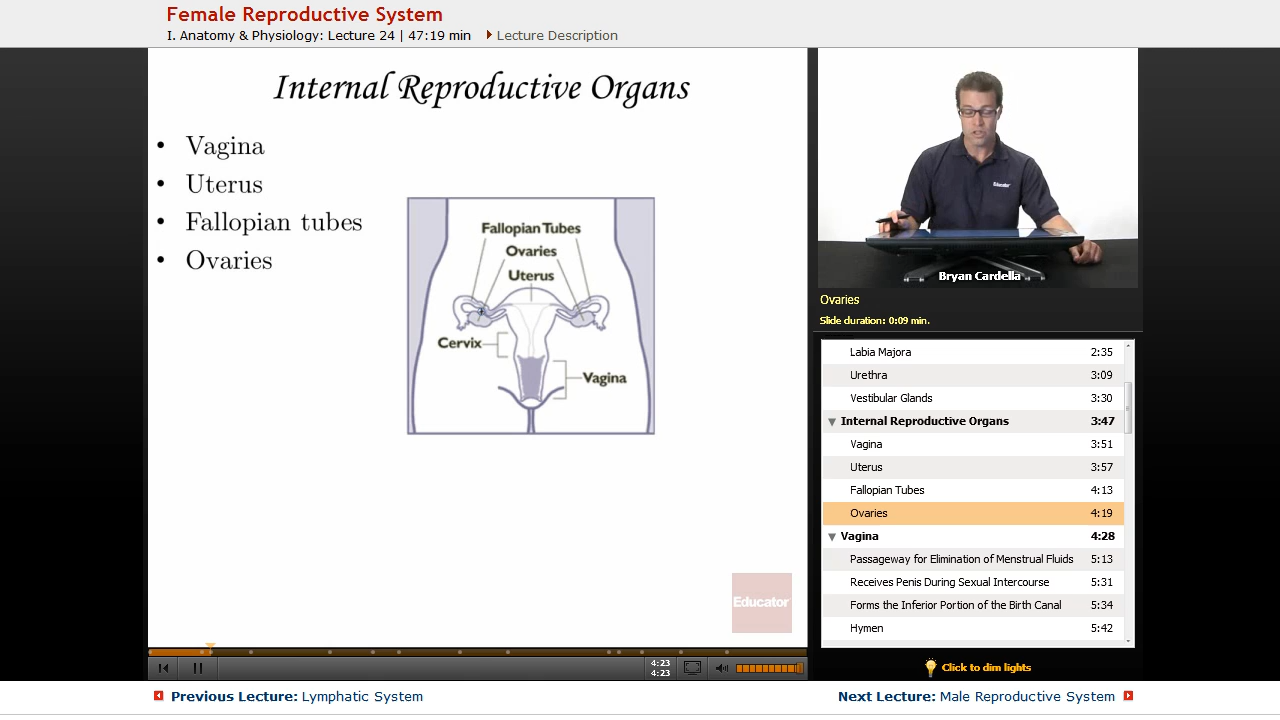 Female Reproductive System
I. Anatomy & Physiology: Lecture 24 | 47:19 min Lecture Description
Internal Reproductive Organs
• Vagina
• Uterus
• Fallopian tubes
• Ovaries
Fallopian Tubes
Ovaries
Uterus
Cervix
Vagina
Educator
Educator
Bryan Cardella
Ovaries
Slide duration: 0:09 min.
Labia Majora 2:35
Urethra 3:09
Vestibular Glands 3:30
Internal Reproductive Organs 3:47
Vagina 3:51
Uterus 3:57
Fallopian Tubes 4:13
Ovaries 4:19
Vagina 4:28
Passageway for Elimination of Menstrual Fluids 5:13
Receives Penis During Sexual Intercourse 5:31
Forms the Inferior Portion of the Birth Canal 5:34
Hymen 5:42
4:23
4:23
Click to dim lights
Previous Lecture: Lymphatic System
Next Lecture: Male Reproductive System